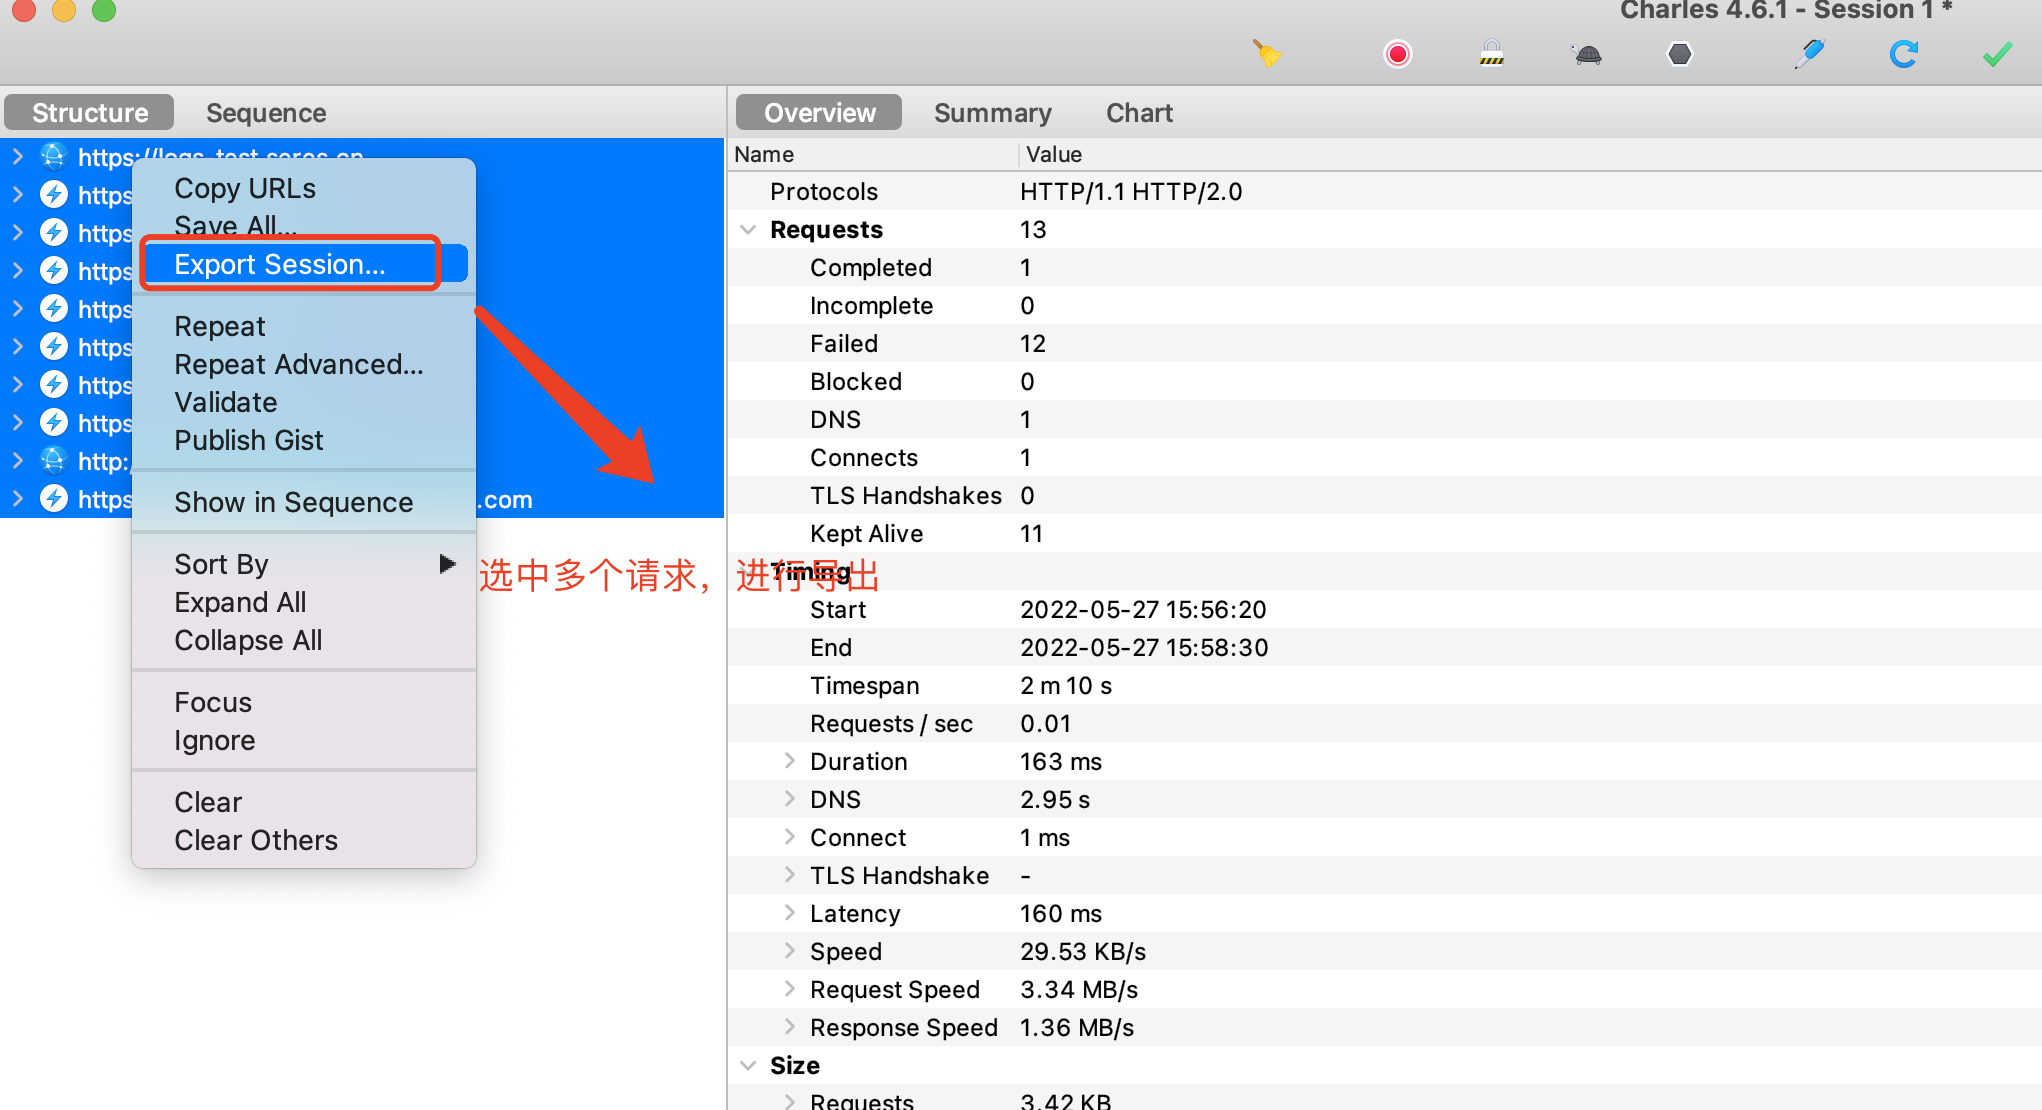 Charles 4.6.1 - Session 1 *
Structure
Sequence
https://logs-test.seres.cn
https
https
https
https
https
https
https
http:/
https
.com
Copy URLs
Save All...
Export Session...
Repeat
Repeat Advanced...
Validate
Publish Gist
Show in Sequence
Sort By
Expand All
Collapse All
Focus
Ignore
Clear
Clear Others
选中多个请求，进行导出
Overview
Summary
Chart
Name Value
Protocols HTTP/1.1 HTTP/2.0
Requests 13
Completed 1
Incomplete 0
Failed 12
Blocked 0
DNS 1
Connects 1
TLS Handshakes 0
Kept Alive 11
Timing
Start 2022-05-27 15:56:20
End 2022-05-27 15:58:30
Timespan 2 m 10 s
Requests / sec 0.01
Duration 163 ms
DNS 2.95 s
Connect 1 ms
TLS Handshake -
Latency 160 ms
Speed 29.53 KB/s
Request Speed 3.34 MB/s
Response Speed 1.36 MB/s
Size
Requests 3.42 KB